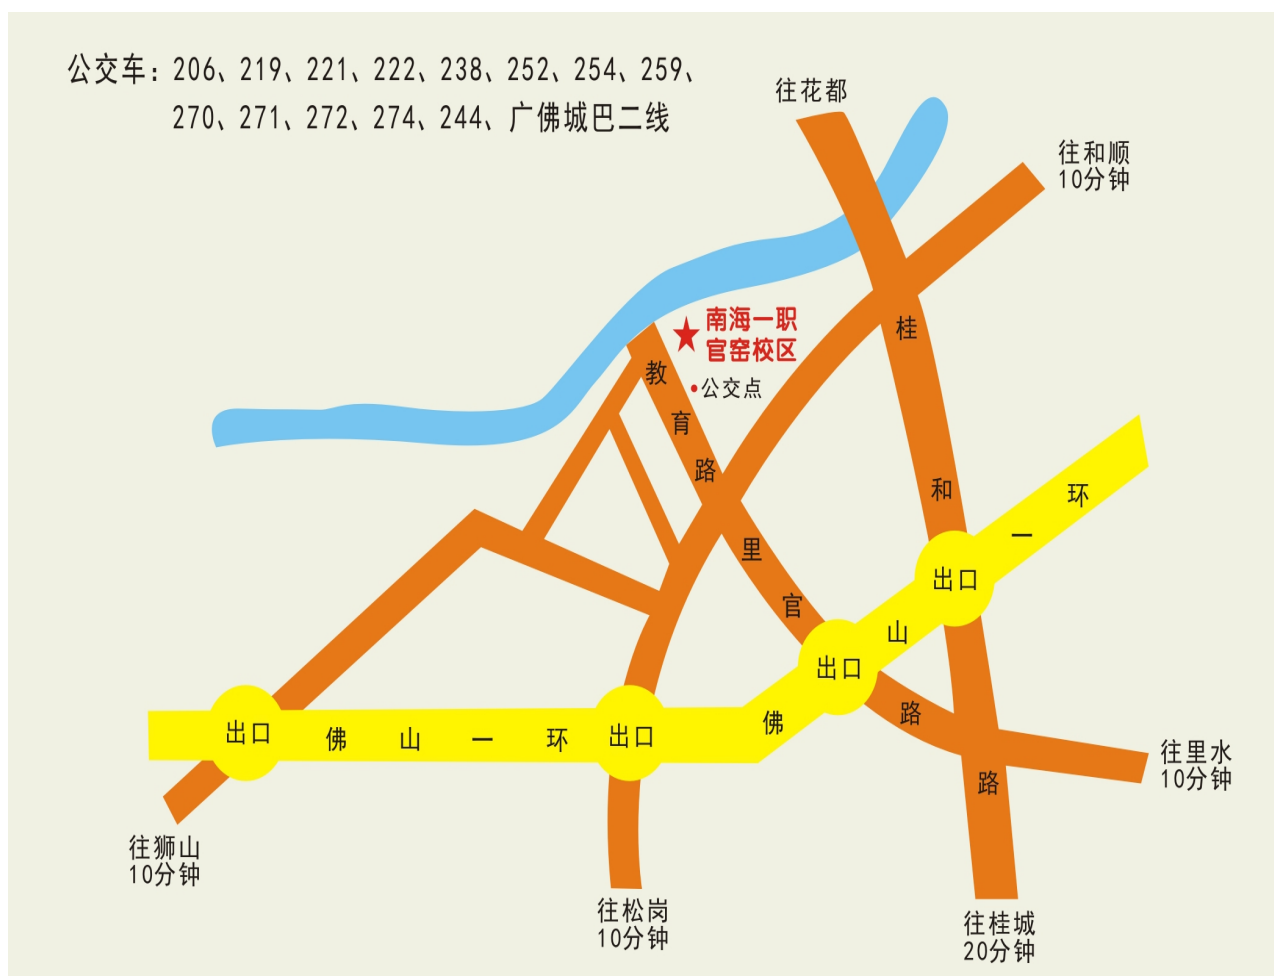 公交车：206、219、221、222、238、252、254、259、
270、271、272、274、244、广佛城巴二线
往花都
往和顺
10分钟
南海一职
官窑校区
公交点
教育路
桂和路
里官路
佛山一环
佛山一环
出口
出口
出口
出口
往里水
10分钟
往狮山
10分钟
往松岗
10分钟
往桂城
20分钟